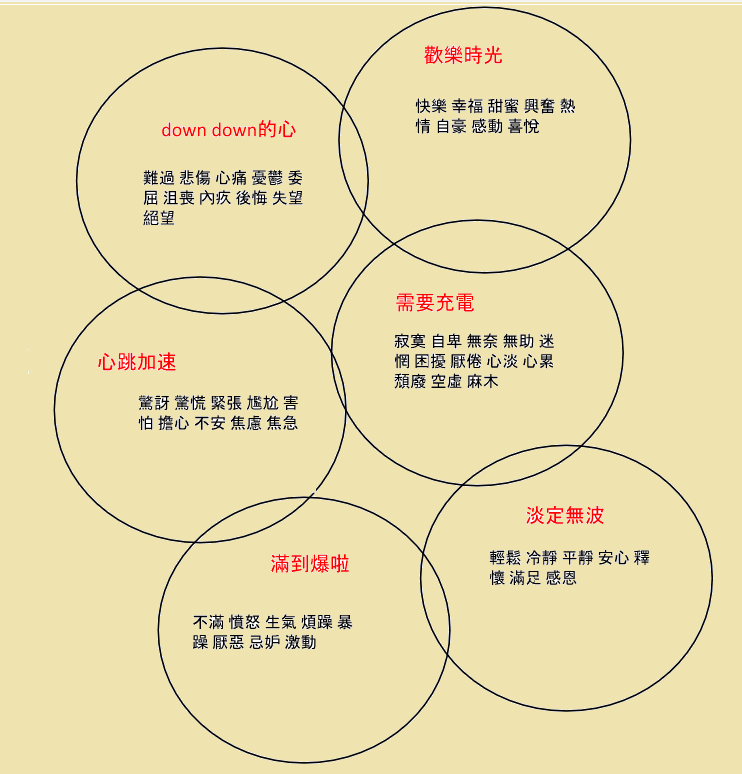 歡樂時光
快樂 幸福 甜蜜 興奮 熱
情 自豪 感動 喜悅
down down的心
難過 悲傷 心痛 憂鬱 委
屈 沮喪 內疚 後悔 失望
絕望
需要充電
寂寞 自卑 無奈 無助 迷
惘 困擾 厭倦 心淡 心累
頹廢 空虛 麻木
心跳加速
驚訝 驚慌 緊張 尷尬 害
怕 擔心 不安 焦慮 焦急
淡定無波
輕鬆 冷靜 平靜 安心 釋
懷 滿足 感恩
滿到爆啦
不滿 憤怒 生氣 煩躁 暴
躁 厭惡 忌妒 激動